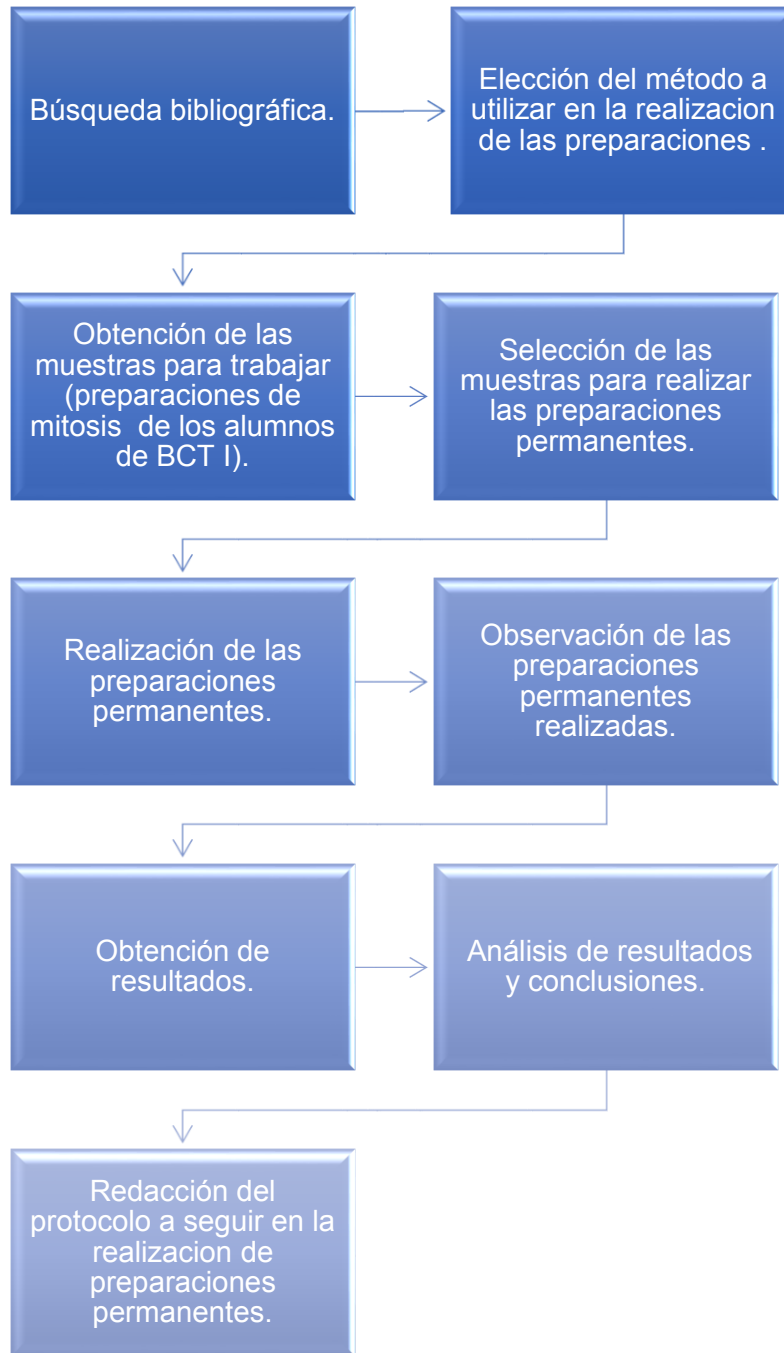 Búsqueda bibliográfica.
Elección del método a
utilizar en la realizacion
de las preparaciones .
Obtención de las
muestras para trabajar
(preparaciones de
mitosis de los alumnos
de BCT I).
Selección de las
muestras para realizar
las preparaciones
permanentes.
Realización de las
preparaciones
permanentes.
Observación de las
preparaciones
permanentes
realizadas.
Obtención de
resultados.
Análisis de resultados
y conclusiones.
Redacción del
protocolo a seguir en la
realizacion de
preparaciones
permanentes.